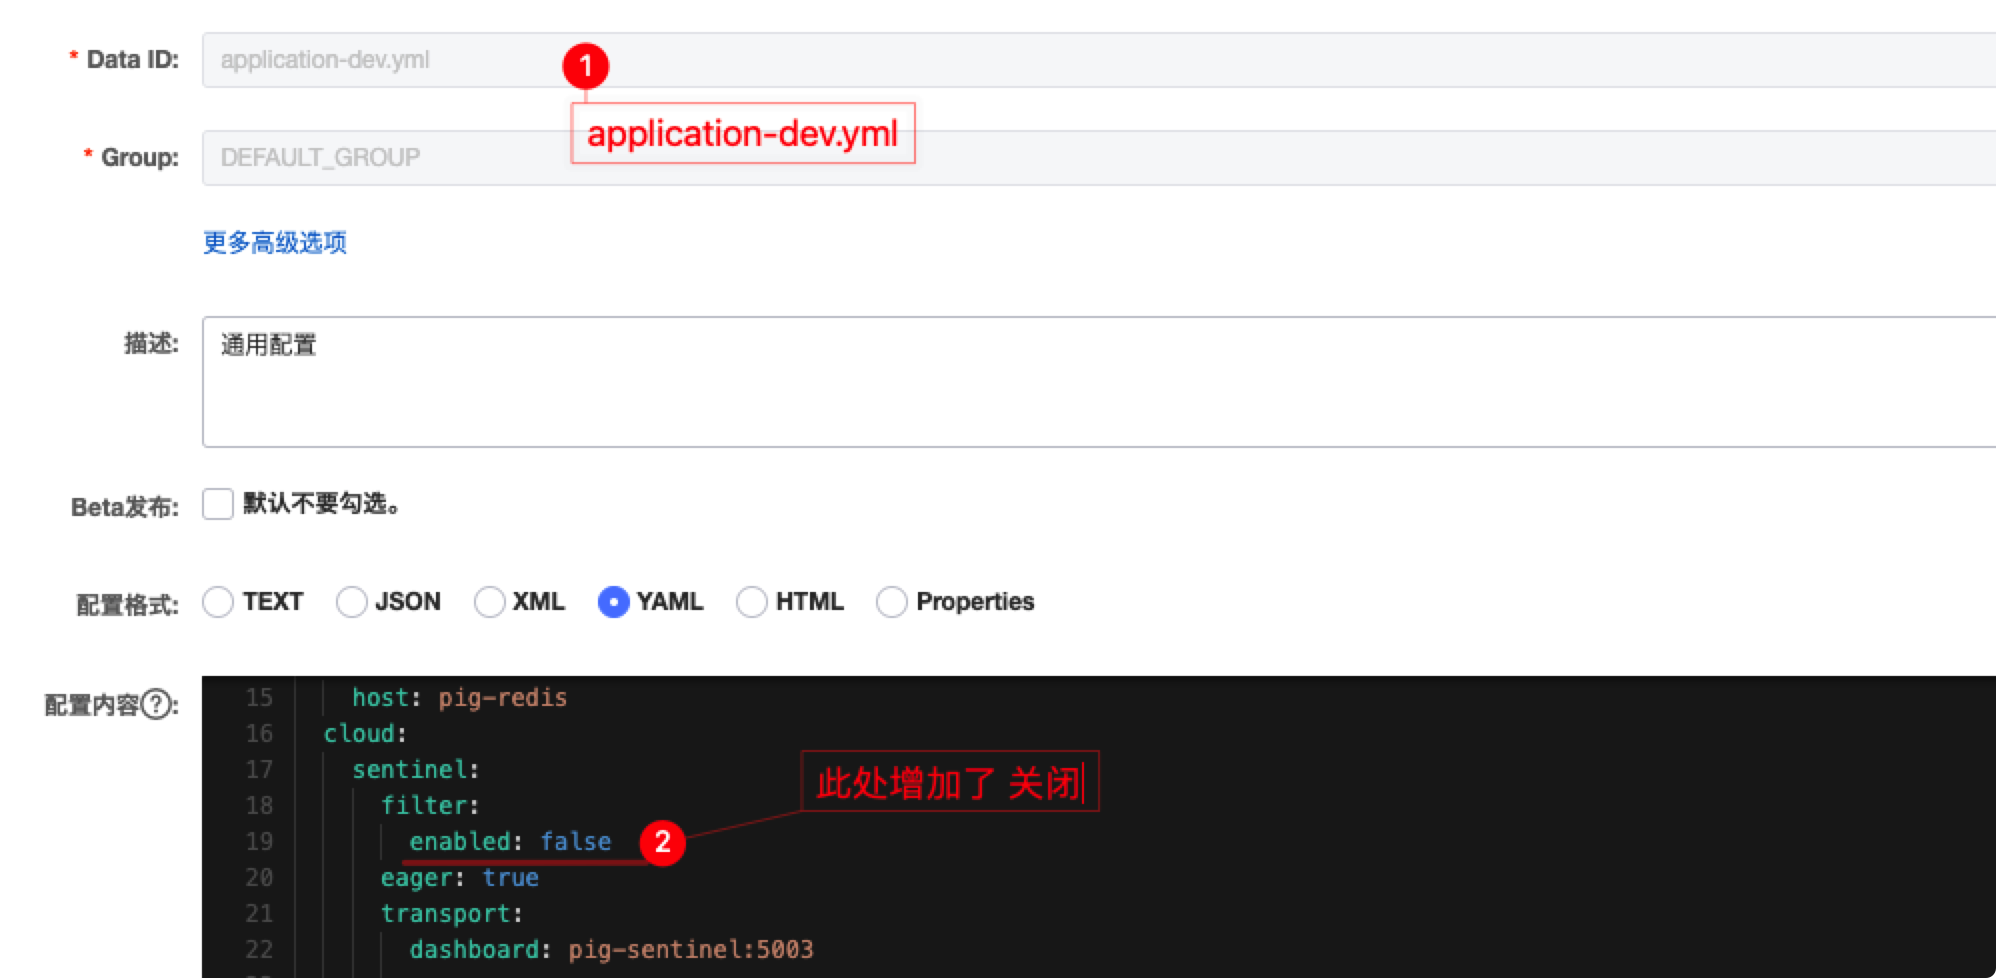 * Data ID: application-dev.yml
1
application-dev.yml
* Group: DEFAULT_GROUP
更多高级选项
描述: 通用配置
Beta发布: 默认不要勾选。
配置格式: TEXT JSON XML YAML HTML Properties
配置内容?:
15 host: pig-redis
16 cloud:
17 sentinel:
此处增加了 关闭
18 filter:
19 enabled: false 2
20 eager: true
21 transport:
22 dashboard: pig-sentinel:5003